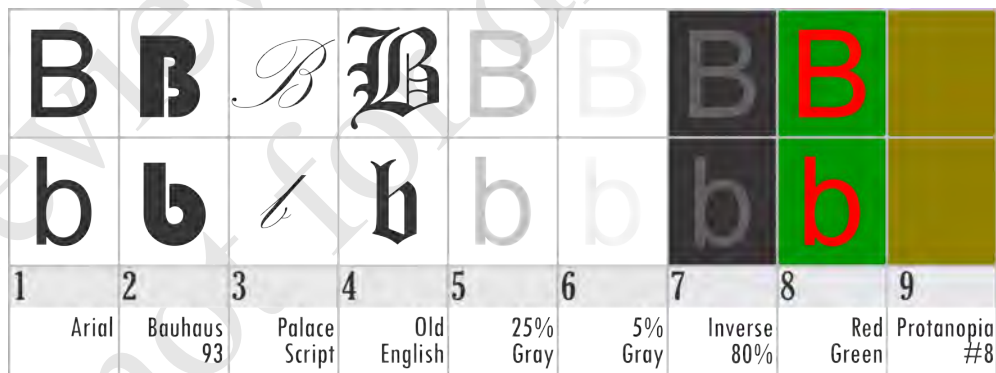 B B B B B B B B
b b b b b b b b
1 2 3 4 5 6 7 8 9
Arial Bauhaus 93 Palace Script Old English 25% Gray 5% Gray Inverse 80% Red Green Protanopia #8